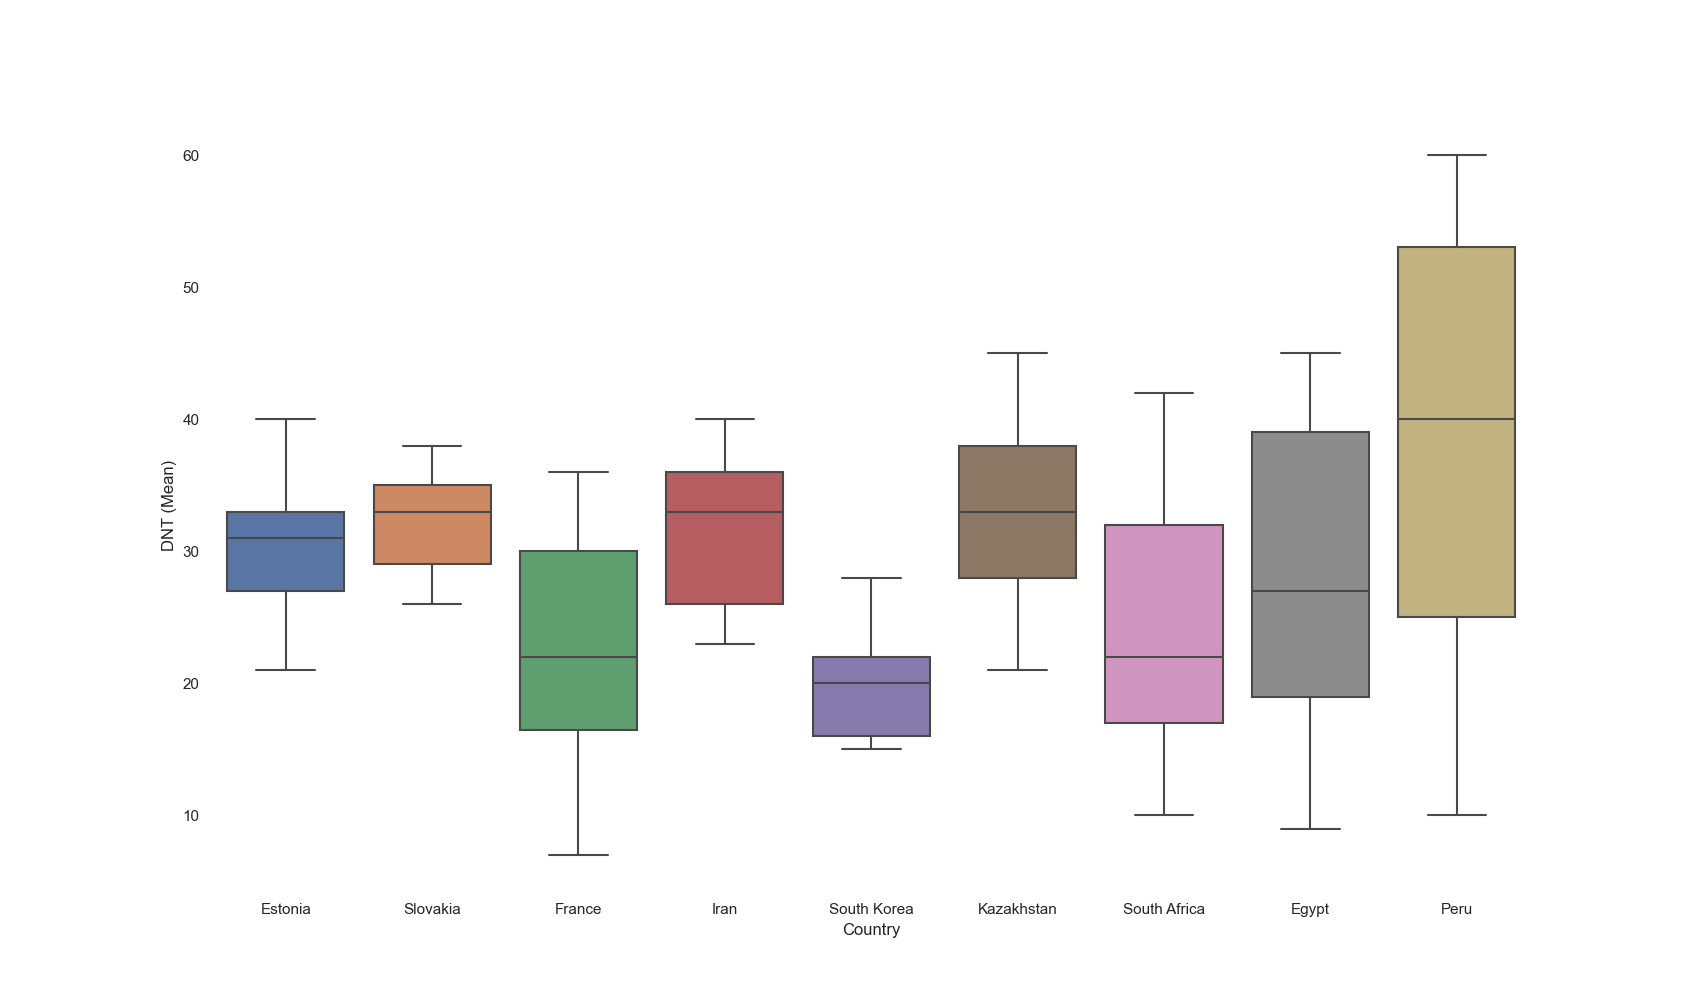 60
50
40
30
20
10
DNT (Mean)
Estonia Slovakia France Iran South Korea Kazakhstan South Africa Egypt Peru
Country